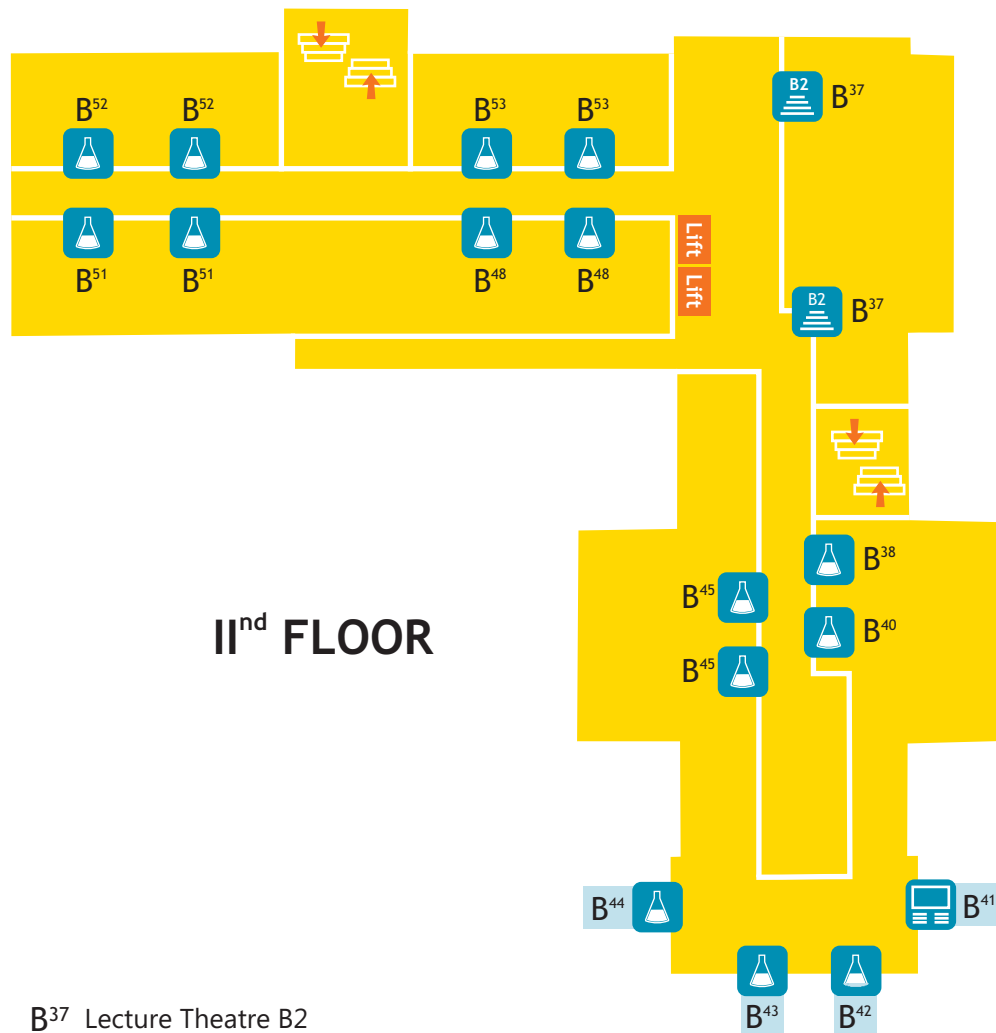 B2
B37
B52 B52 B53 B53
B51 B51 B48 B48
Lift
Lift
B2
B37
B38
B45
B40
B45
IInd FLOOR
B44
B41
B43 B42
B37 Lecture Theatre B2